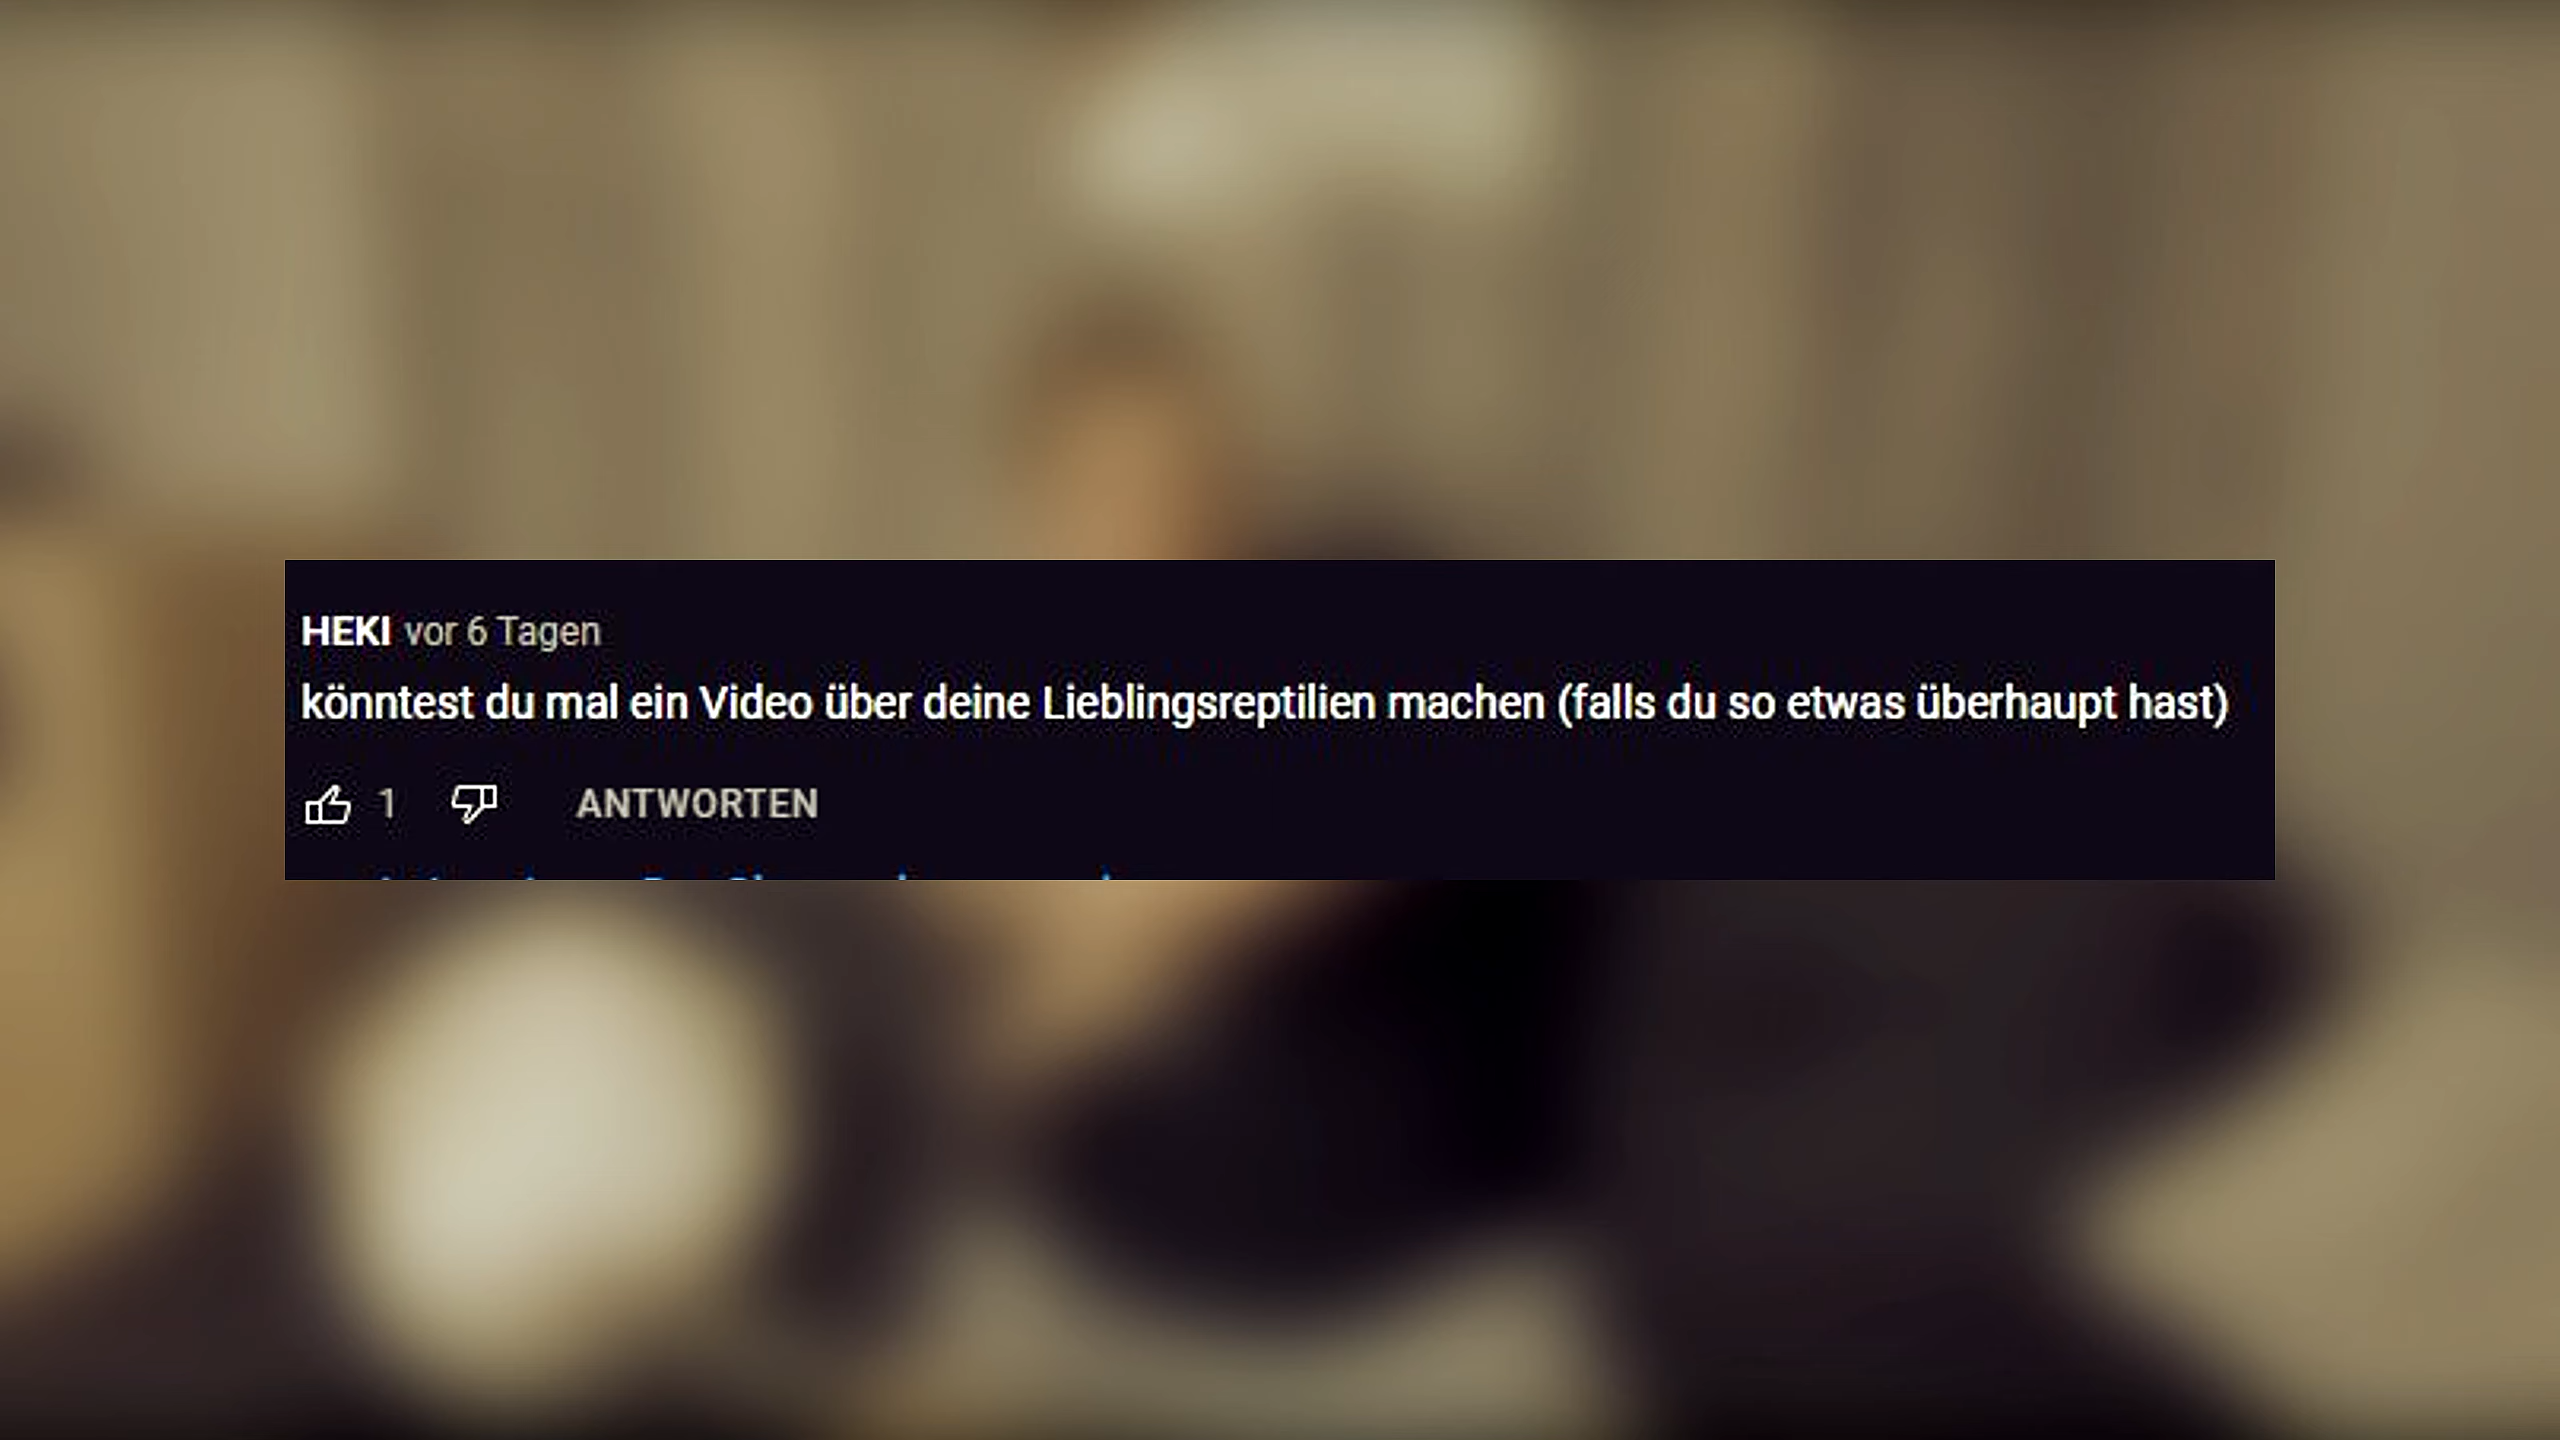 HEKI vor 6 Tagen
könntest du mal ein Video über deine Lieblingsreptilien machen (falls du so etwas überhaupt hast)
1 ANTWORTEN